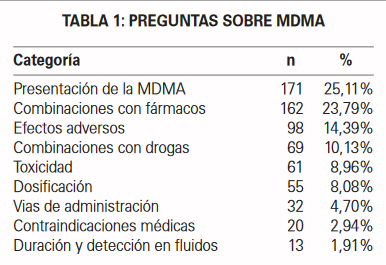 TABLA 1: PREGUNTAS SOBRE MDMA
Categoría n %
Presentación de la MDMA 171 25,11%
Combinaciones con fármacos 162 23,79%
Efectos adversos 98 14,39%
Combinaciones con drogas 69 10,13%
Toxicidad 61 8,96%
Dosificación 55 8,08%
Vias de administración 32 4,70%
Contraindicaciones médicas 20 2,94%
Duración y detección en fluidos 13 1,91%